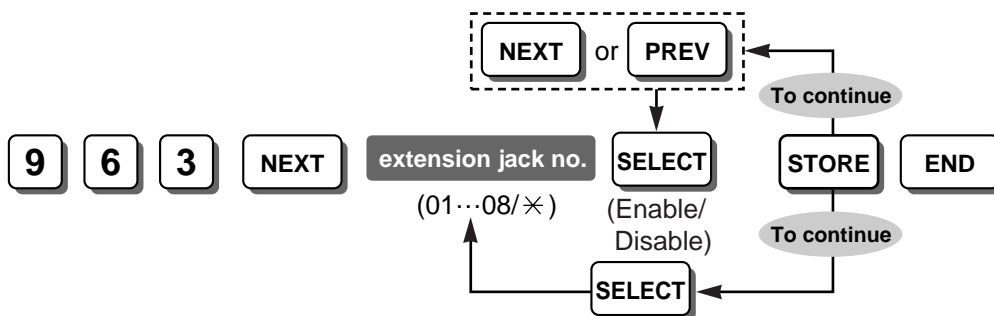 NEXT or PREV
To continue
9 6 3 NEXT extension jack no. SELECT STORE END
(01···08/✳)
(Enable/
Disable)
To continue
SELECT